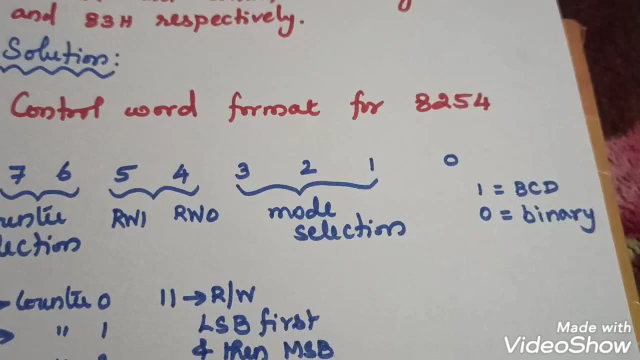 and 83H respectively.
Solution:
Control word format for 8254
7 6 5 4 3 2 1 0
1 = BCD
RW1 RW0 mode 0 = binary
selection
Counter 0 11 → R/W
" 1 LSB first
& then MSB
Made with
VideoShow